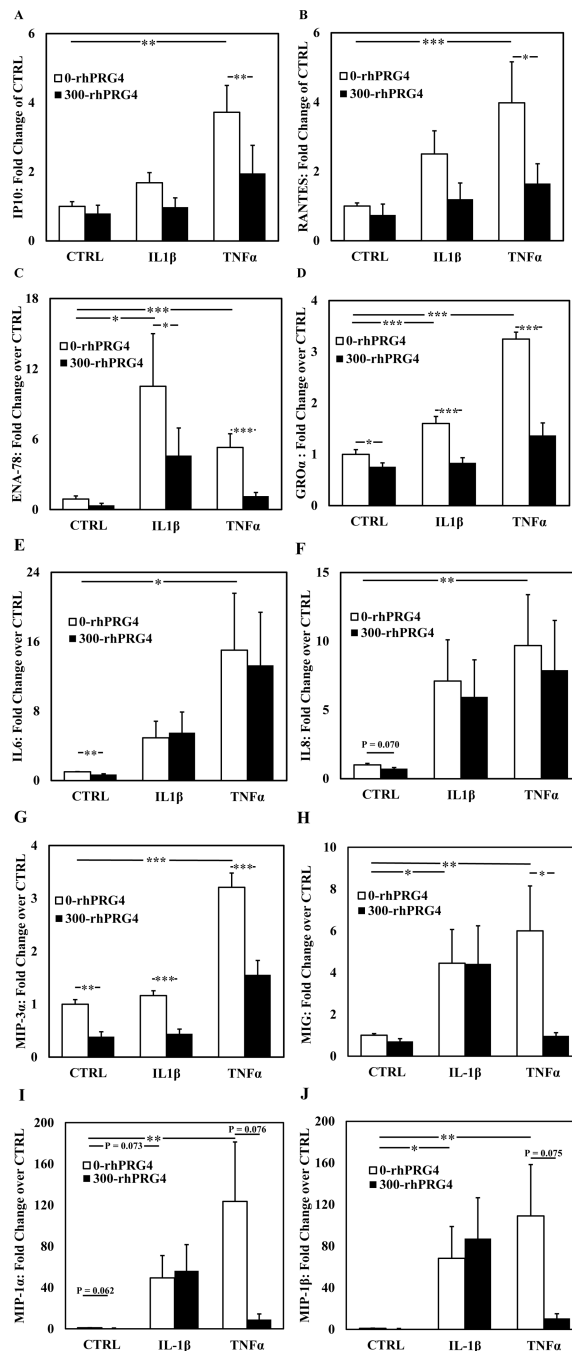 A
IP10: Fold Change of CTRL
6
4
2
0
**
0-rhPRG4
300-rhPRG4
**
CTRL IL1β TNFα
B
RANTES: Fold Change of CTRL
6
4
2
0
***
0-rhPRG4
300-rhPRG4
*
CTRL IL1β TNFα
C
ENA-78: Fold Change over CTRL
18
12
6
0
***
*
0-rhPRG4
300-rhPRG4
*
***
CTRL IL1β TNFα
D
GROα : Fold Change over CTRL
4
3
2
1
0
***
***
0-rhPRG4
300-rhPRG4
*
***
***
CTRL IL1β TNFα
E
IL6: Fold Change over CTRL
24
16
8
0
*
0-rhPRG4
300-rhPRG4
**
CTRL IL1β TNFα
F
IL8: Fold Change over CTRL
15
10
5
0
**
0-rhPRG4
300-rhPRG4
P = 0.070
CTRL IL1β TNFα
G
MIP-3α: Fold Change over CTRL
4
3
2
1
0
***
***
0-rhPRG4
300-rhPRG4
**
***
CTRL IL1β TNFα
H
MIG: Fold Change over CTRL
10
8
6
4
2
0
**
*
*
0-rhPRG4
300-rhPRG4
CTRL IL-1β TNFα
I
MIP-1α: Fold Change over CTRL
200
160
120
80
40
0
**
P = 0.076
P = 0.073
0-rhPRG4
300-rhPRG4
P = 0.062
CTRL IL-1β TNFα
J
MIP-1β: Fold Change over CTRL
200
160
120
80
40
0
**
*
P = 0.075
0-rhPRG4
300-rhPRG4
CTRL IL-1β TNFα